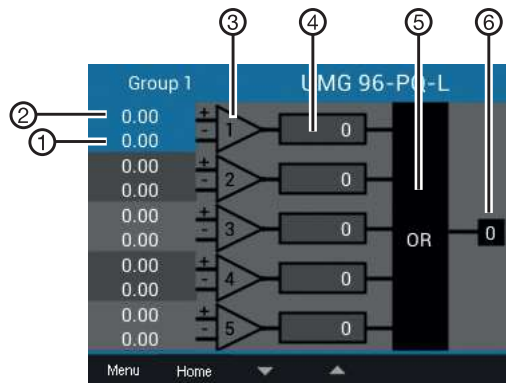 ③ ④ ⑤ ⑥
Group 1 UMG 96-PQ-L
② 0.00 +
① 0.00 - 1 0
0.00 +
0.00 - 2 0
0.00 +
0.00 - 3 0 OR 0
0.00 +
0.00 - 4 0
0.00 +
0.00 - 5 0
Menu Home